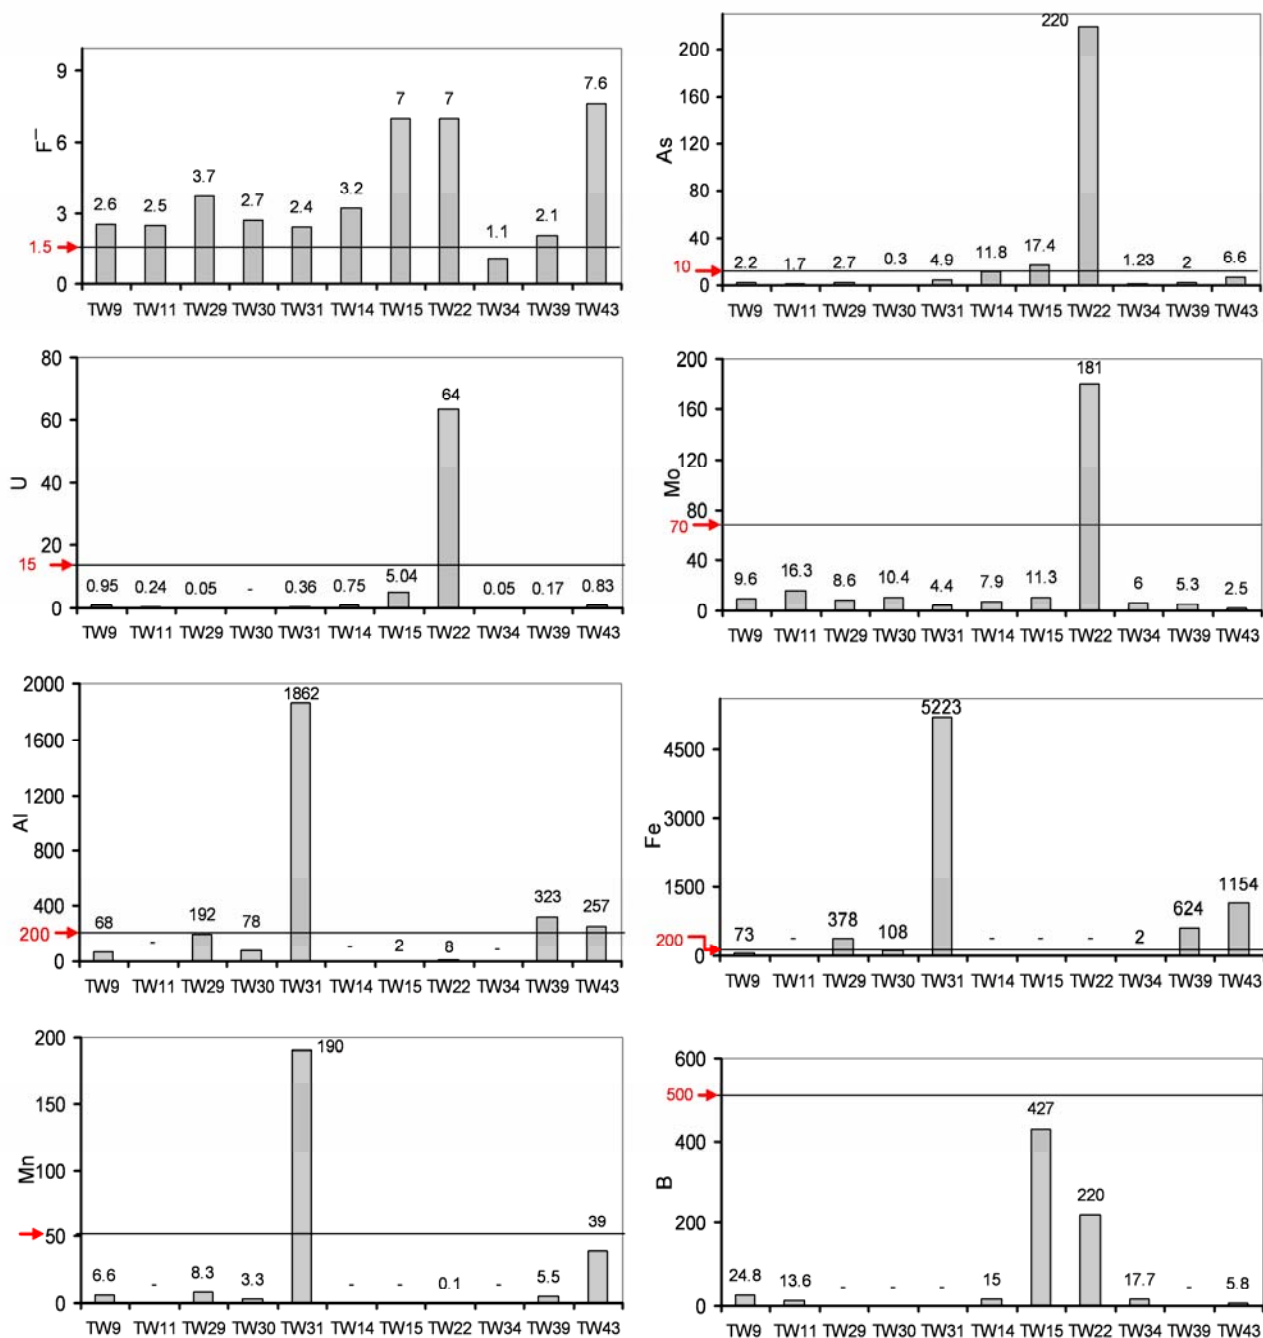 F⁻
9
6
3
0
1.5
2.6 2.5 3.7 2.7 2.4 3.2 7 7 1.1 2.1 7.6
TW9 TW11 TW29 TW30 TW31 TW14 TW15 TW22 TW34 TW39 TW43
As
200
160
120
80
40
0
10
2.2 1.7 2.7 0.3 4.9 11.8 17.4 220 1.23 2 6.6
TW9 TW11 TW29 TW30 TW31 TW14 TW15 TW22 TW34 TW39 TW43
U
80
60
40
20
0
15
0.95 0.24 0.05 - 0.36 0.75 5.04 64 0.05 0.17 0.83
TW9 TW11 TW29 TW30 TW31 TW14 TW15 TW22 TW34 TW39 TW43
Mo
200
160
120
80
40
0
70
9.6 16.3 8.6 10.4 4.4 7.9 11.3 181 6 5.3 2.5
TW9 TW11 TW29 TW30 TW31 TW14 TW15 TW22 TW34 TW39 TW43
Al
2000
1600
1200
800
400
0
200
68 - 192 78 1862 - 2 8 - 323 257
TW9 TW11 TW29 TW30 TW31 TW14 TW15 TW22 TW34 TW39 TW43
Fe
4500
3000
1500
0
200
73 - 378 108 5223 - - - 2 624 1154
TW9 TW11 TW29 TW30 TW31 TW14 TW15 TW22 TW34 TW39 TW43
Mn
200
150
100
50
0
6.6 - 8.3 3.3 190 - - 0.1 - 5.5 39
TW9 TW11 TW29 TW30 TW31 TW14 TW15 TW22 TW34 TW39 TW43
B
600
400
200
0
500
24.8 13.6 - - - 15 427 220 17.7 - 5.8
TW9 TW11 TW29 TW30 TW31 TW14 TW15 TW22 TW34 TW39 TW43